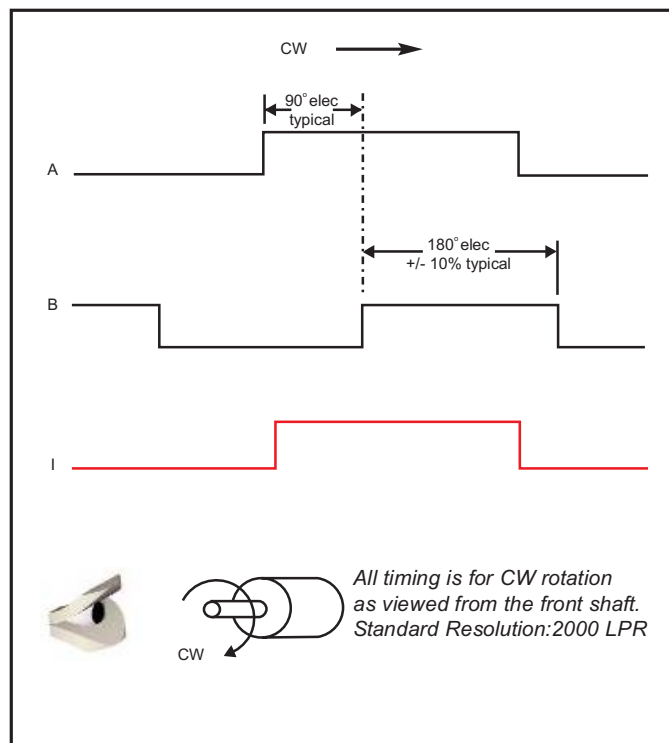 CW
90° elec
typical
A
180° elec
+/- 10% typical
B
I
All timing is for CW rotation
as viewed from the front shaft.
Standard Resolution:2000 LPR
CW